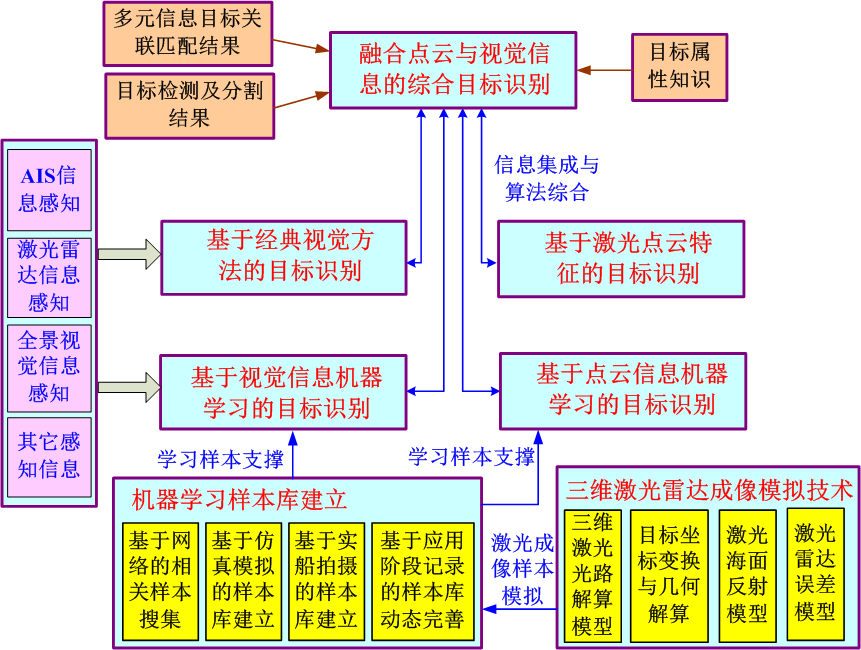 多元信息目标关
联匹配结果
目标检测及分割
结果
融合点云与视觉信
息的综合目标识别
目标属
性知识
信息集成与
算法综合
AIS信
息感知
激光雷
达信息
感知
全景视
觉信息
感知
其它感
知信息
基于经典视觉方
法的目标识别
基于激光点云特
征的目标识别
基于视觉信息机器
学习的目标识别
基于点云信息机器
学习的目标识别
学习样本支撑
学习样本支撑
机器学习样本库建立
基于网
络的相
关样本
搜集
基于仿
真模拟
的样本
库建立
基于实
船拍摄
的样本
库建立
基于应用
阶段记录
的样本库
动态完善
激光成
像样本
模拟
三维激光雷达成像模拟技术
三维
激光
光路
解算
模型
目标坐
标变换
与几何
解算
激光
海面
反射
模型
激光
雷达
误差
模型